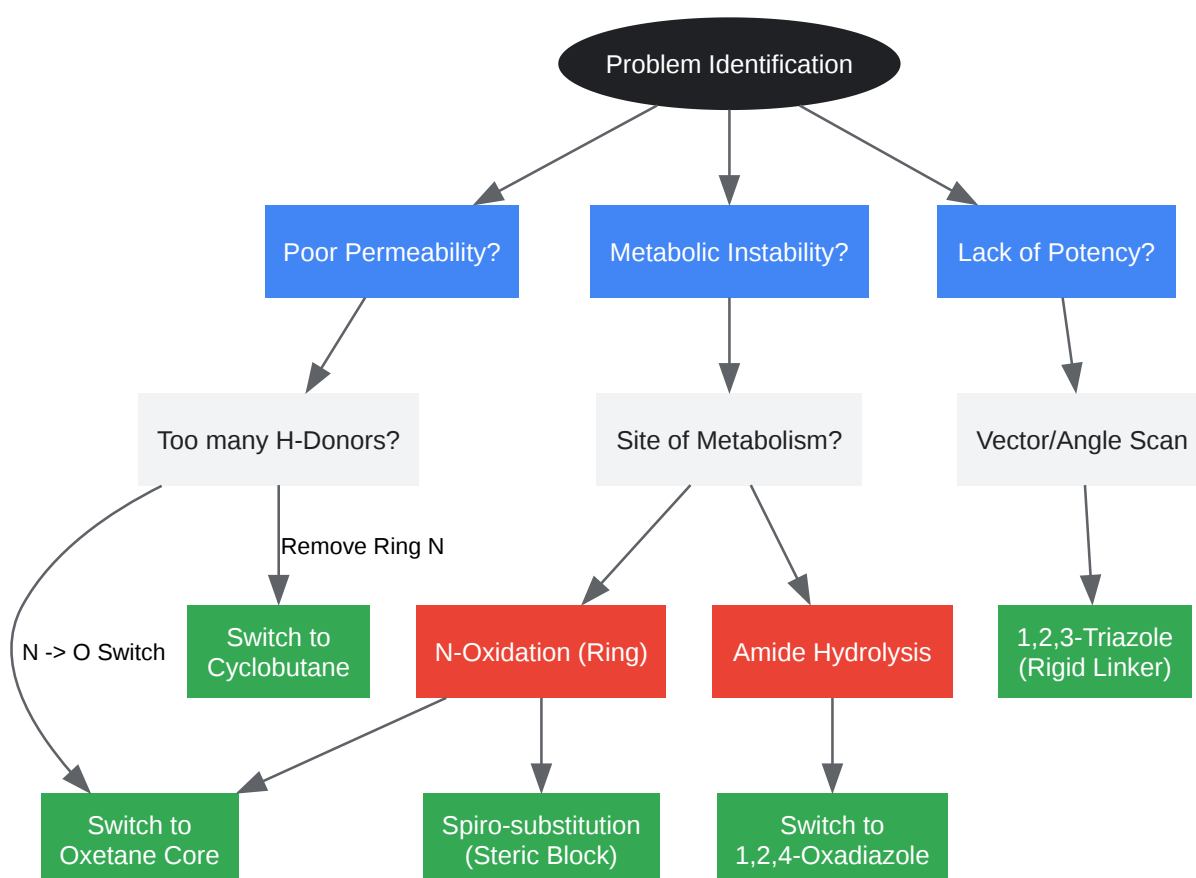 Problem Identification
Poor Permeability?
Metabolic Instability?
Lack of Potency?
Too many H-Donors?
Site of Metabolism?
Vector/Angle Scan
Remove Ring N
N -> O Switch
Switch to
Cyclobutane
N-Oxidation (Ring)
Amide Hydrolysis
1,2,3-Triazole
(Rigid Linker)
Switch to
Oxetane Core
Spiro-substitution
(Steric Block)
Switch to
1,2,4-Oxadiazole